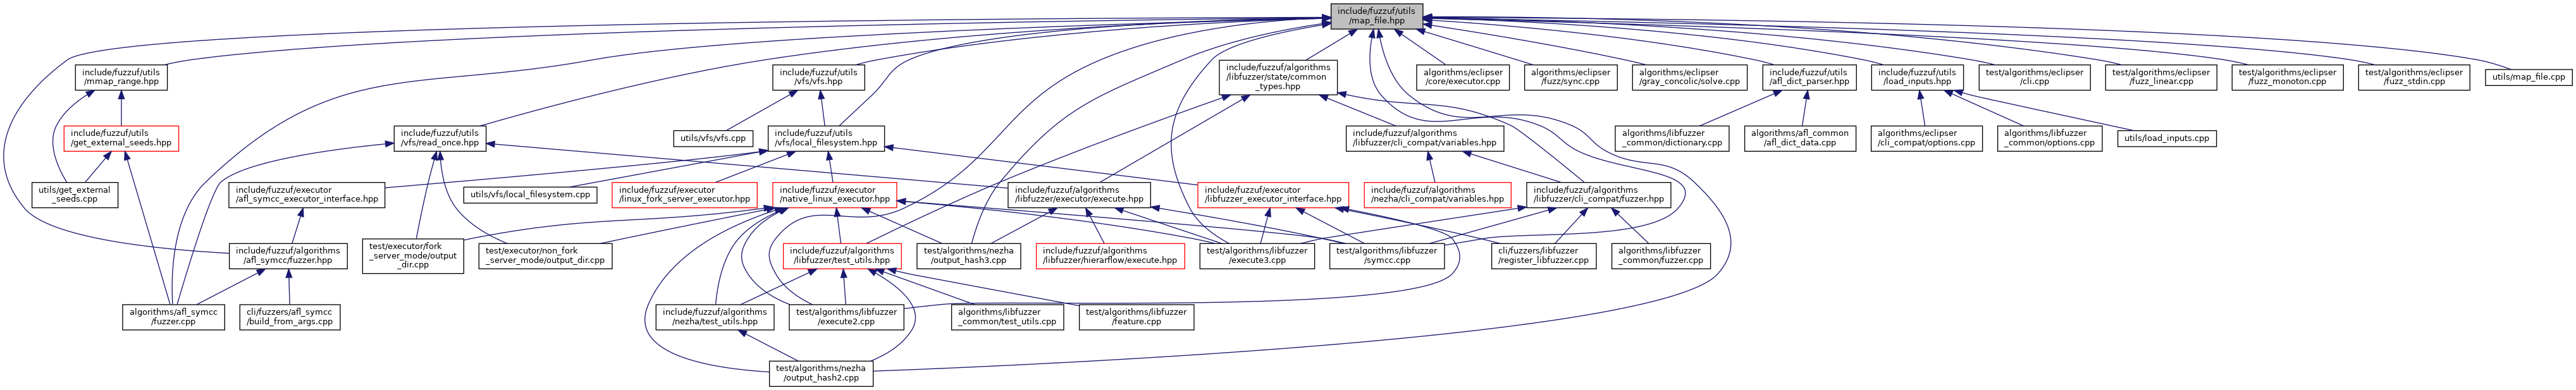 include/fuzzuf/utils
/map_file.hpp
include/fuzzuf/utils
/mmap_range.hpp
include/fuzzuf/utils
/vfs/vfs.hpp
include/fuzzuf/algorithms
/libfuzzer/state/common
_types.hpp
algorithms/eclipser
/core/executor.cpp
algorithms/eclipser
/fuzz/sync.cpp
algorithms/eclipser
/gray_concolic/solve.cpp
include/fuzzuf/utils
/afl_dict_parser.hpp
include/fuzzuf/utils
/load_inputs.hpp
test/algorithms/eclipser
/cli.cpp
test/algorithms/eclipser
/fuzz_linear.cpp
test/algorithms/eclipser
/fuzz_monoton.cpp
test/algorithms/eclipser
/fuzz_stdin.cpp
utils/map_file.cpp
include/fuzzuf/utils
/get_external_seeds.hpp
include/fuzzuf/utils
/vfs/read_once.hpp
utils/vfs/vfs.cpp
include/fuzzuf/utils
/vfs/local_filesystem.hpp
include/fuzzuf/algorithms
/libfuzzer/cli_compat/variables.hpp
algorithms/libfuzzer
_common/dictionary.cpp
algorithms/afl_common
/afl_dict_data.cpp
algorithms/eclipser
/cli_compat/options.cpp
algorithms/libfuzzer
_common/options.cpp
utils/load_inputs.cpp
utils/get_external
_seeds.cpp
include/fuzzuf/executor
/afl_symcc_executor_interface.hpp
utils/vfs/local_filesystem.cpp
include/fuzzuf/executor
/linux_fork_server_executor.hpp
include/fuzzuf/executor
/native_linux_executor.hpp
include/fuzzuf/algorithms
/libfuzzer/executor/execute.hpp
include/fuzzuf/executor
/libfuzzer_executor_interface.hpp
include/fuzzuf/algorithms
/nezha/cli_compat/variables.hpp
include/fuzzuf/algorithms
/libfuzzer/cli_compat/fuzzer.hpp
include/fuzzuf/algorithms
/afl_symcc/fuzzer.hpp
test/executor/fork
_server_mode/output
_dir.cpp
test/executor/non_fork
_server_mode/output_dir.cpp
include/fuzzuf/algorithms
/libfuzzer/test_utils.hpp
test/algorithms/nezha
/output_hash3.cpp
include/fuzzuf/algorithms
/libfuzzer/hierarflow/execute.hpp
test/algorithms/libfuzzer
/execute3.cpp
test/algorithms/libfuzzer
/symcc.cpp
cli/fuzzers/libfuzzer
/register_libfuzzer.cpp
algorithms/libfuzzer
_common/fuzzer.cpp
algorithms/afl_symcc
/fuzzer.cpp
cli/fuzzers/afl_symcc
/build_from_args.cpp
include/fuzzuf/algorithms
/nezha/test_utils.hpp
test/algorithms/libfuzzer
/execute2.cpp
algorithms/libfuzzer
_common/test_utils.cpp
test/algorithms/libfuzzer
/feature.cpp
test/algorithms/nezha
/output_hash2.cpp